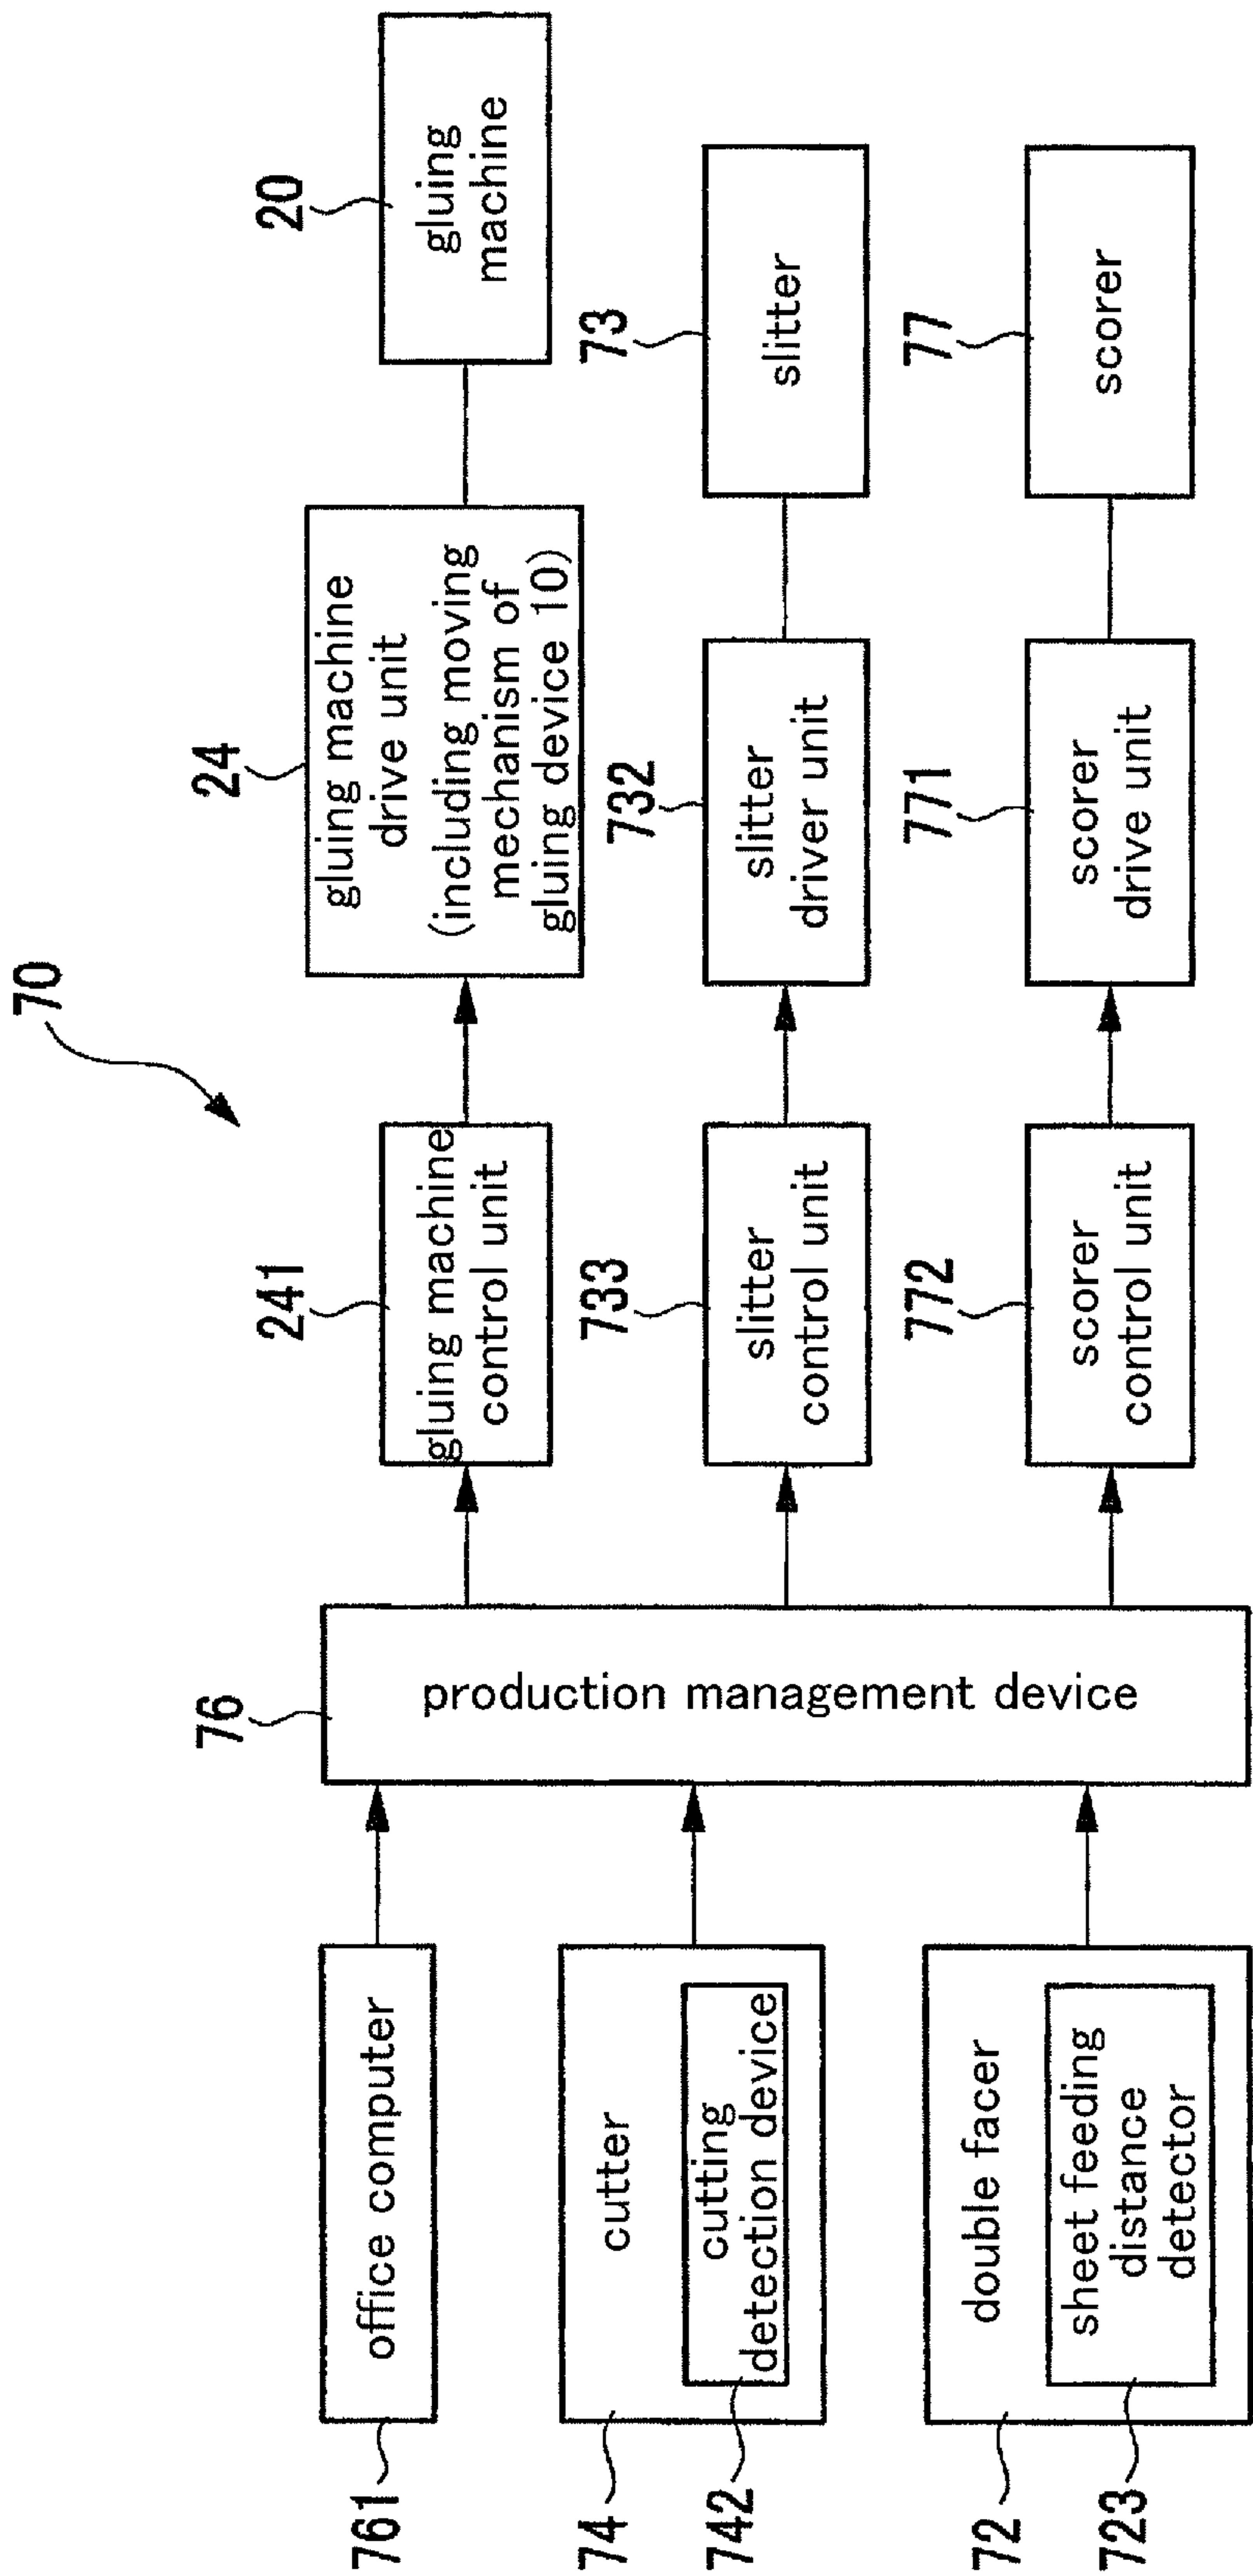 70
761
office computer
74
cutter
742
cutting
detection device
72
double facer
723
sheet feeding
distance
detector
76
production management device
241
gluing machine
control unit
733
slitter
control unit
772
scorer
control unit
24
gluing machine
drive unit
(including moving
mechanism of
gluing device 10)
732
slitter
driver unit
771
scorer
drive unit
20
gluing
machine
73
slitter
77
scorer